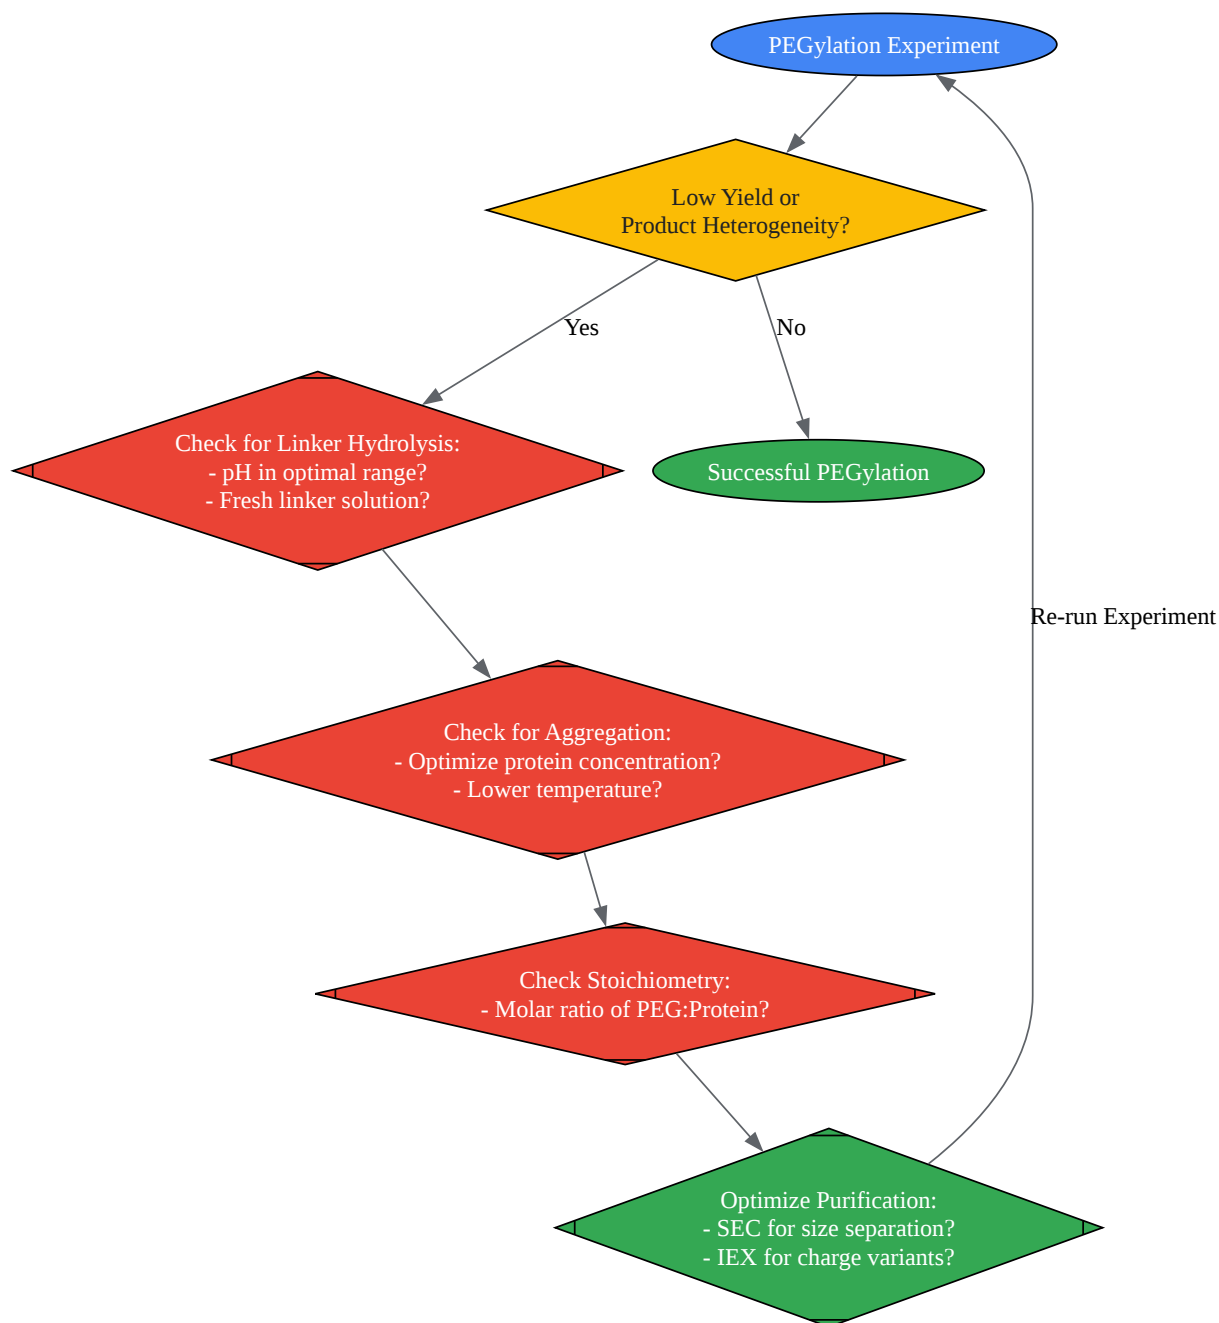 PEGylation Experiment
Low Yield or
Product Heterogeneity?
Yes
No
Check for Linker Hydrolysis:
- pH in optimal range?
- Fresh linker solution?
Successful PEGylation
Re-run Experiment
Check for Aggregation:
- Optimize protein concentration?
- Lower temperature?
Check Stoichiometry:
- Molar ratio of PEG:Protein?
Optimize Purification:
- SEC for size separation?
- IEX for charge variants?